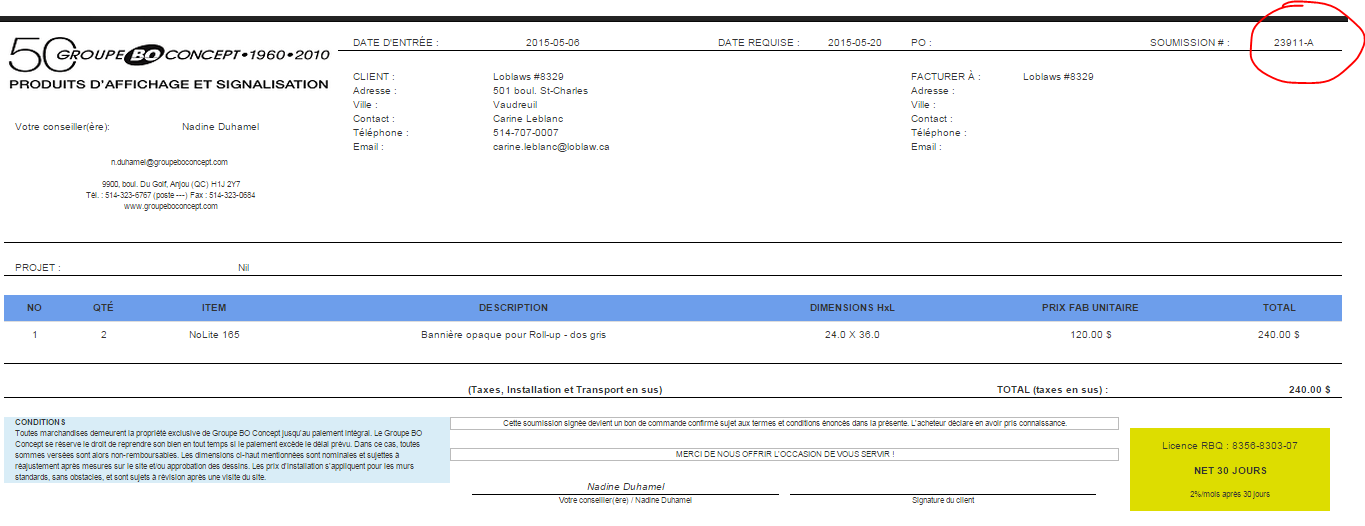 50 GROUPE BO CONCEPT•1960•2010
PRODUITS D'AFFICHAGE ET SIGNALISATION
Votre conseiller(ère): Nadine Duhamel
n.duhamel@groupeboconcept.com
9900, boul. Du Golf, Anjou (QC) H1J 2Y7
Tél. : 514-323-6767 (poste ---) Fax : 514-323-0684
www.groupeboconcept.com
DATE D'ENTRÉE : 2015-05-06 DATE REQUISE : 2015-05-20 PO : SOUMISSION # : 23911-A
CLIENT : Loblaws #8329
Adresse : 501 boul. St-Charles
Ville : Vaudreuil
Contact : Carine Leblanc
Téléphone : 514-707-0007
Email : carine.leblanc@loblaw.ca
FACTURER À : Loblaws #8329
Adresse :
Ville :
Contact :
Téléphone :
Email :
PROJET : Nil
NO QTÉ ITEM DESCRIPTION DIMENSIONS HxL PRIX FAB UNITAIRE TOTAL
1 2 NoLite 165 Bannière opaque pour Roll-up - dos gris 24.0 X 36.0 120.00 $ 240.00 $
(Taxes, Installation et Transport en sus) TOTAL (taxes en sus) : 240.00 $
CONDITIONS
Toutes marchandises demeurent la propriété exclusive de Groupe BO Concept jusqu'au paiement intégral. Le Groupe BO
Concept se réserve le droit de reprendre son bien en tout temps si le paiement excède le délai prévu. Dans ce cas, toutes
sommes versées sont alors non-remboursables. Les dimensions ci-haut mentionnées sont nominales et sujettes à
réajustement après mesures sur le site et/ou approbation des dessins. Les prix d'installation s'appliquent pour les murs
standards, sans obstacles, et sont sujets à révision après une visite du site.
Cette soumission signée devient un bon de commande confirmé sujet aux termes et conditions énoncés dans la présente. L'acheteur déclare en avoir pris connaissance.
MERCI DE NOUS OFFRIR L'OCCASION DE VOUS SERVIR !
Nadine Duhamel
Votre conseiller(ère) / Nadine Duhamel
Signature du client
Licence RBQ : 8356-8303-07
NET 30 JOURS
2%/mois après 30 jours